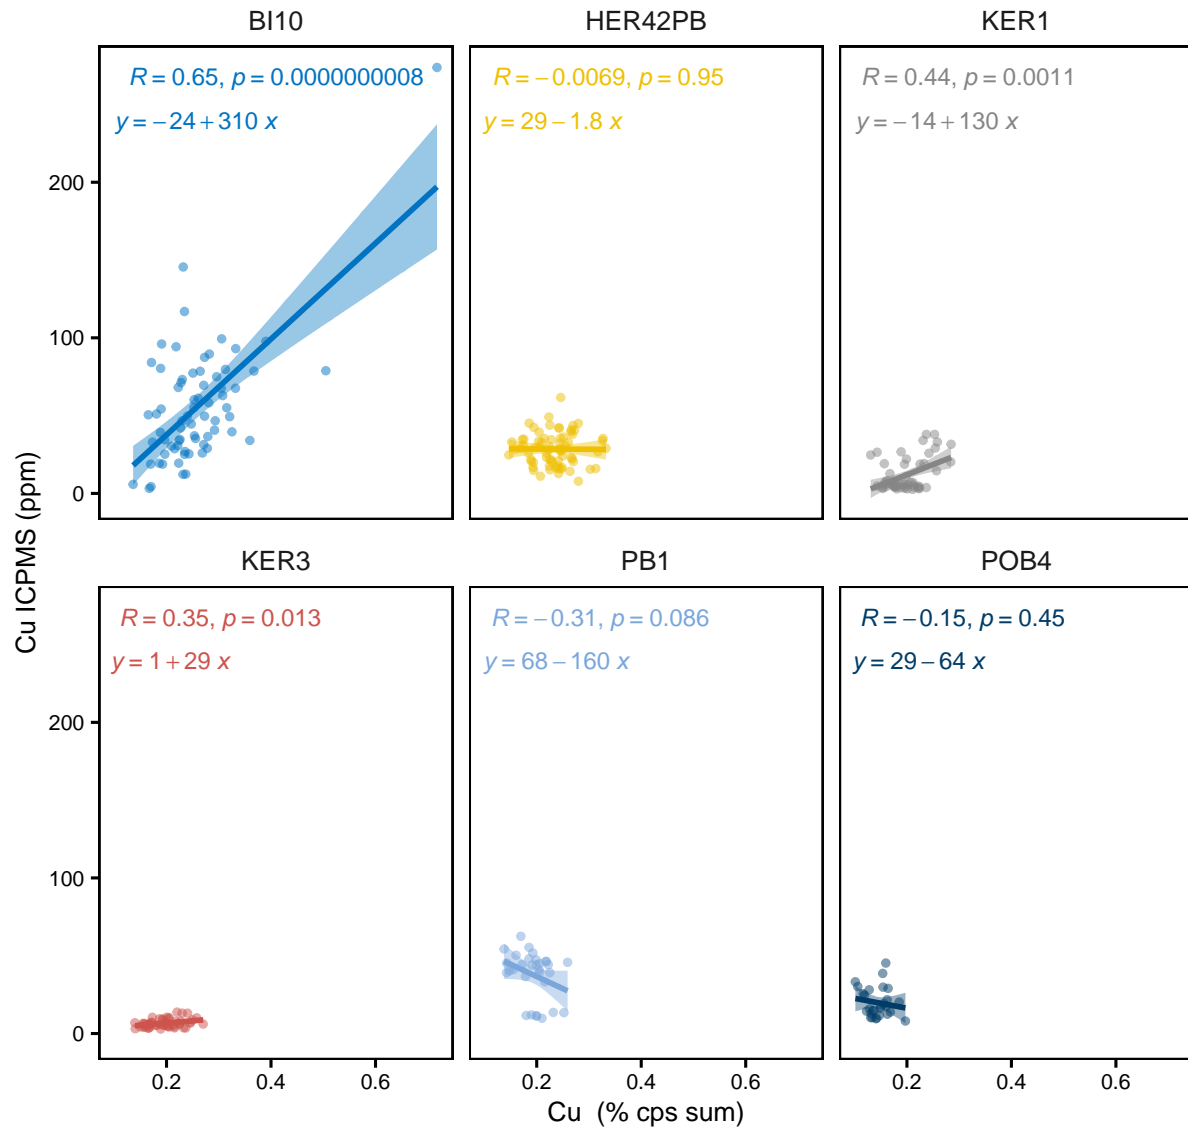 BI10
HER42PB
KER1
R = 0.65, p = 0.0000000008
R = −0.0069, p = 0.95
R = 0.44, p = 0.0011
y = −24 + 310 x
y = 29 − 1.8 x
y = −14 + 130 x
200
100
0
KER3
PB1
POB4
R = 0.35, p = 0.013
R = −0.31, p = 0.086
R = −0.15, p = 0.45
y = 1 + 29 x
y = 68 − 160 x
y = 29 − 64 x
200
100
0
Cu ICPMS (ppm)
0.2 0.4 0.6
0.2 0.4 0.6
0.2 0.4 0.6
Cu (% cps sum)